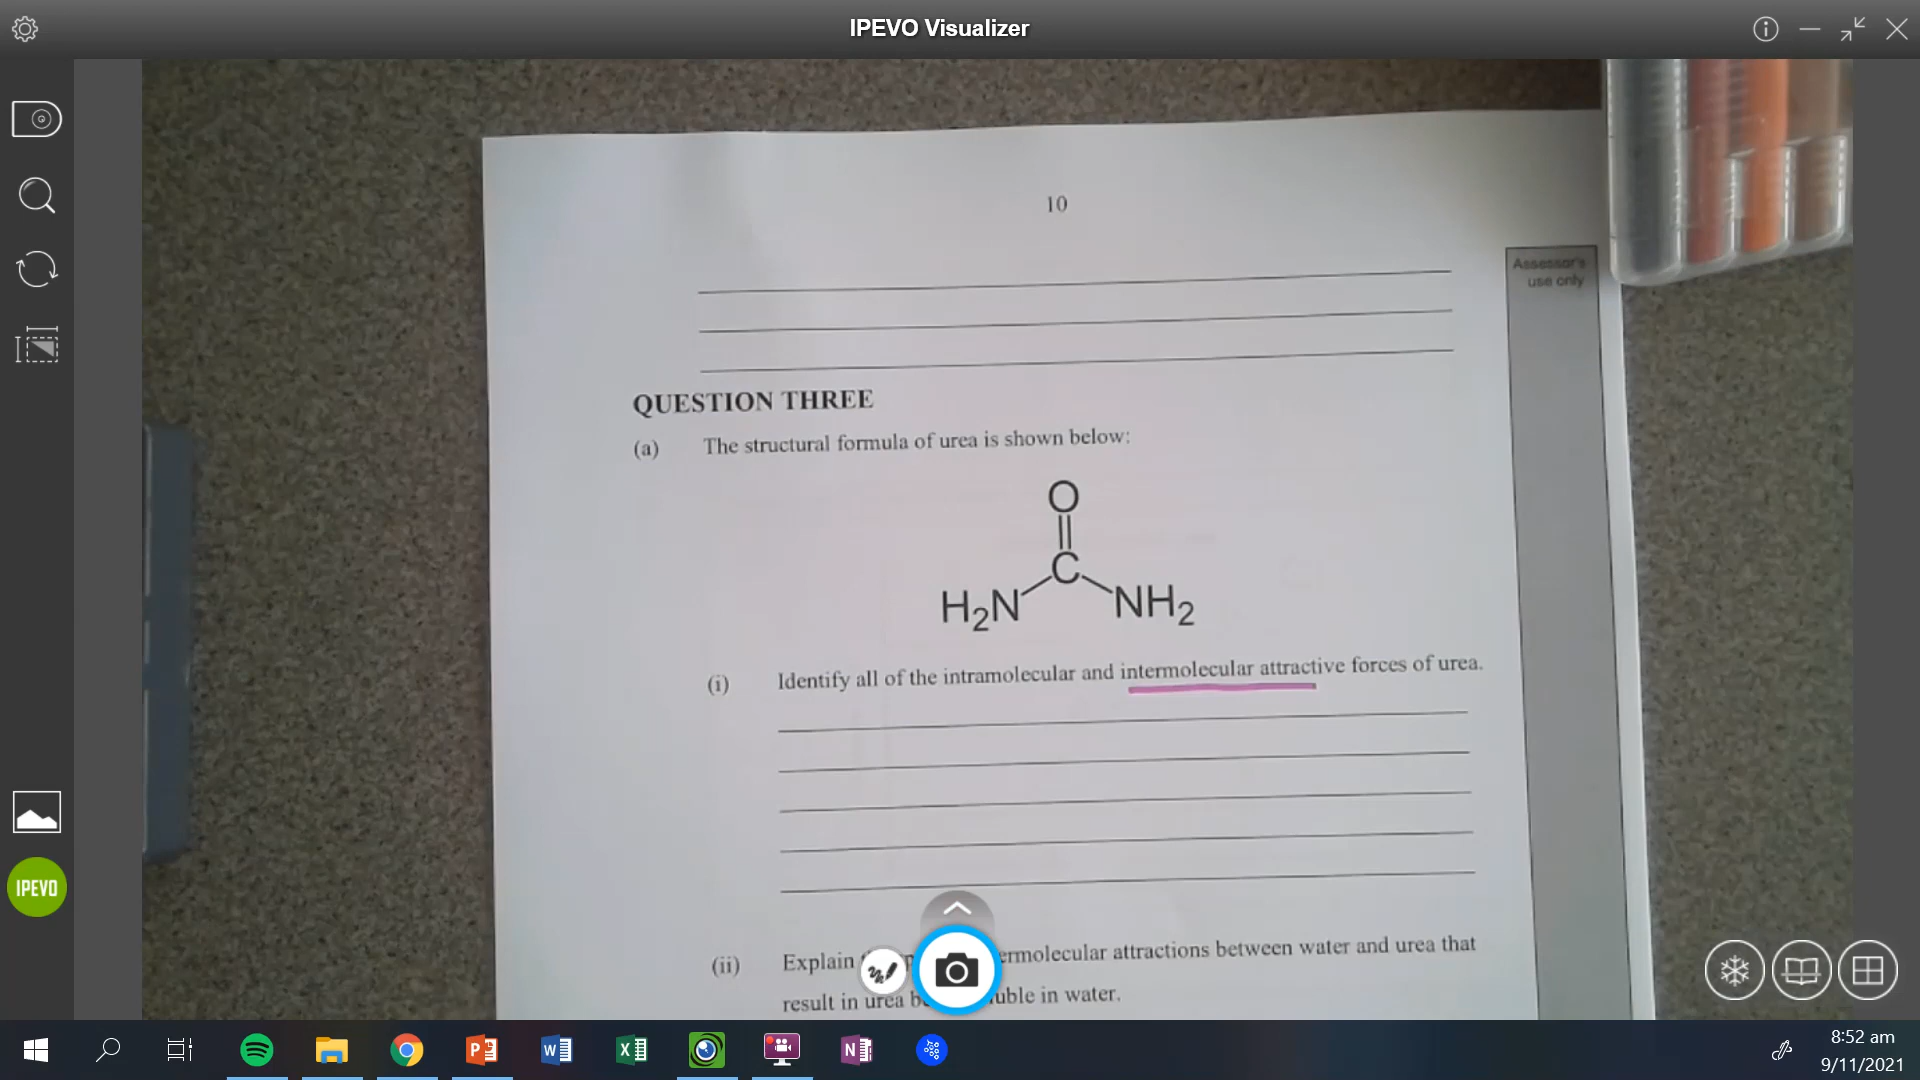 IPEVO Visualizer
10
Assessor's
use only
QUESTION THREE
(a) The structural formula of urea is shown below:
O
C
H2N NH2
(i) Identify all of the intramolecular and intermolecular attractive forces of urea.
(ii) Explain ermolecular attractions between water and urea that
result in urea b uble in water.
IPEVO
8:52 am
9/11/2021